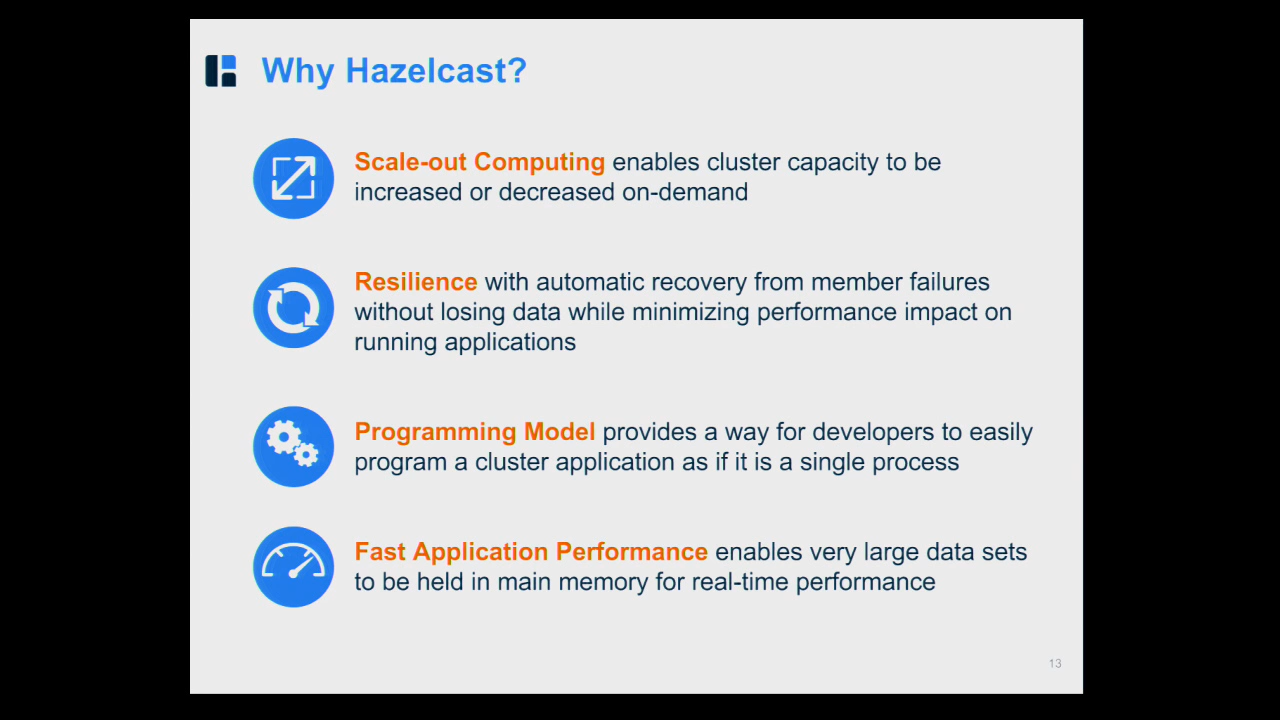 Why Hazelcast?
Scale-out Computing enables cluster capacity to be
increased or decreased on-demand
Resilience with automatic recovery from member failures
without losing data while minimizing performance impact on
running applications
Programming Model provides a way for developers to easily
program a cluster application as if it is a single process
Fast Application Performance enables very large data sets
to be held in main memory for real-time performance
13